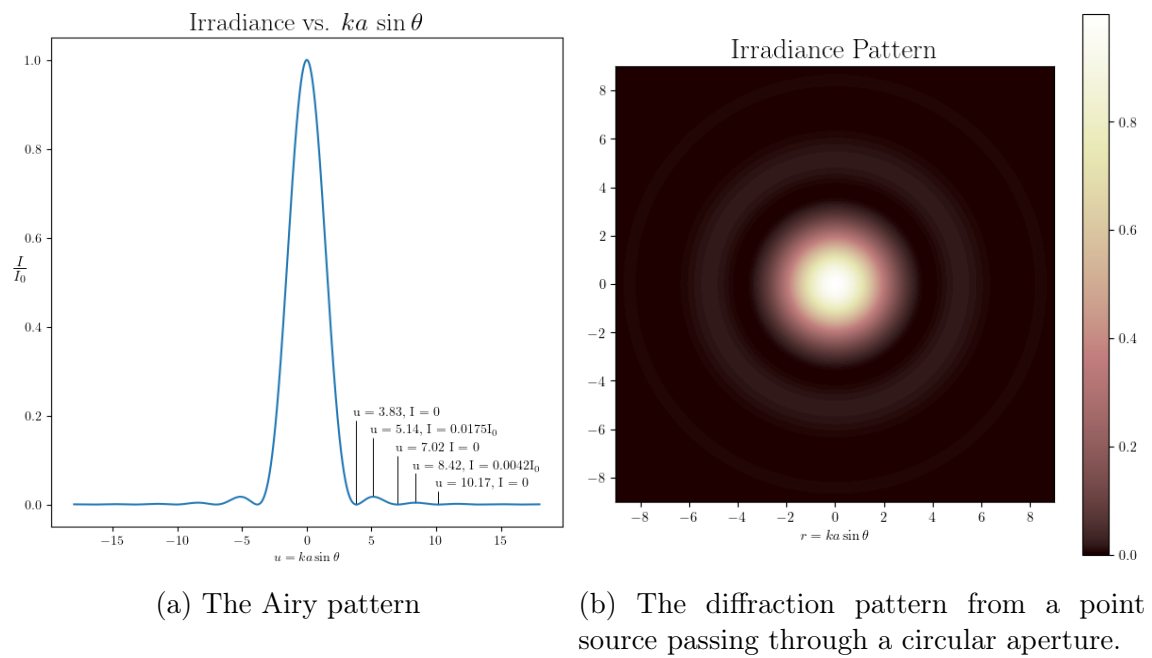 Irradiance vs. ka sin θ
I/I₀
1.0
0.8
0.6
0.4
0.2
0.0
u = 3.83, I = 0
u = 5.14, I = 0.0175I₀
u = 7.02 I = 0
u = 8.42, I = 0.0042I₀
u = 10.17, I = 0
−15 −10 −5 0 5 10 15
u = ka sin θ
(a) The Airy pattern
Irradiance Pattern
8
6
4
2
0
−2
−4
−6
−8
−8 −6 −4 −2 0 2 4 6 8
r = ka sin θ
0.8
0.6
0.4
0.2
0.0
(b) The diffraction pattern from a point
source passing through a circular aperture.